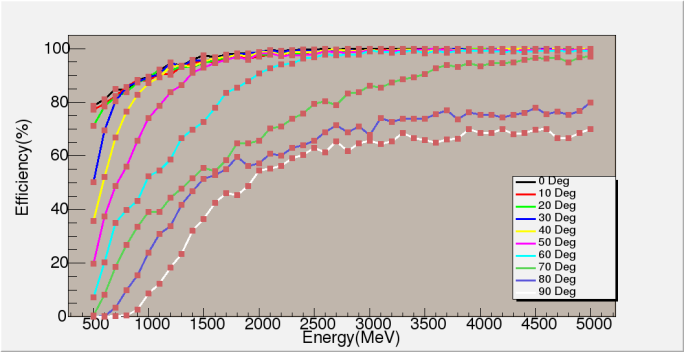 100
80
60
40
20
0
Efficiency(%)
0 Deg
10 Deg
20 Deg
30 Deg
40 Deg
50 Deg
60 Deg
70 Deg
80 Deg
90 Deg
500 1000 1500 2000 2500 3000 3500 4000 4500 5000
Energy(MeV)